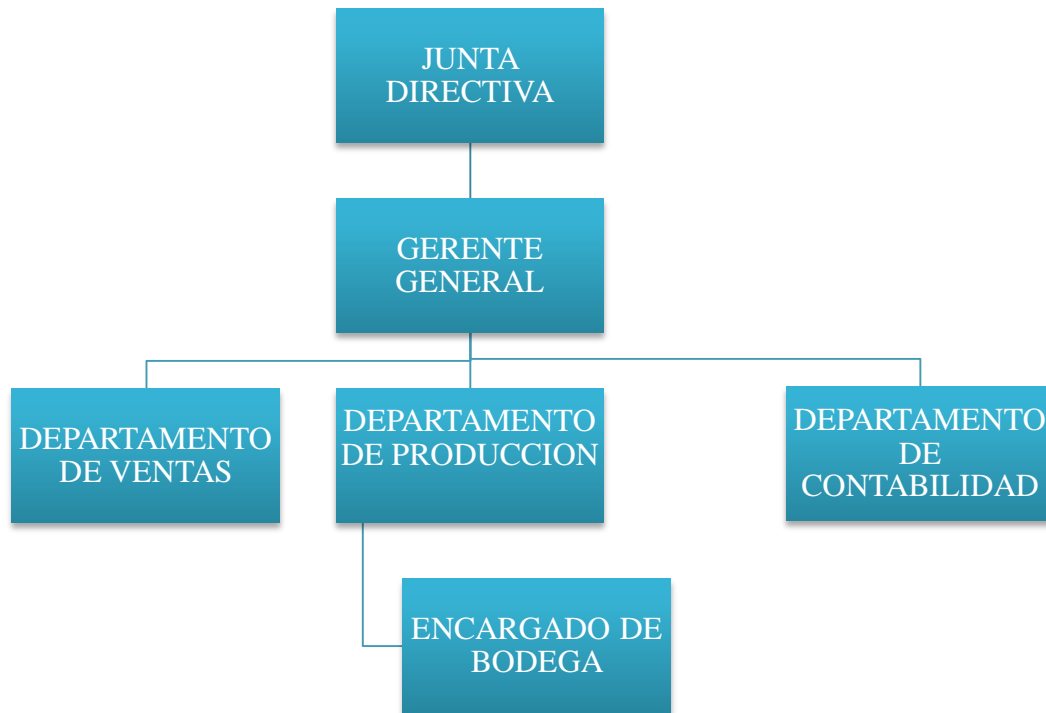 JUNTA
DIRECTIVA
GERENTE
GENERAL
DEPARTAMENTO
DE VENTAS
DEPARTAMENTO
DE PRODUCCION
DEPARTAMENTO
DE
CONTABILIDAD
ENCARGADO DE
BODEGA